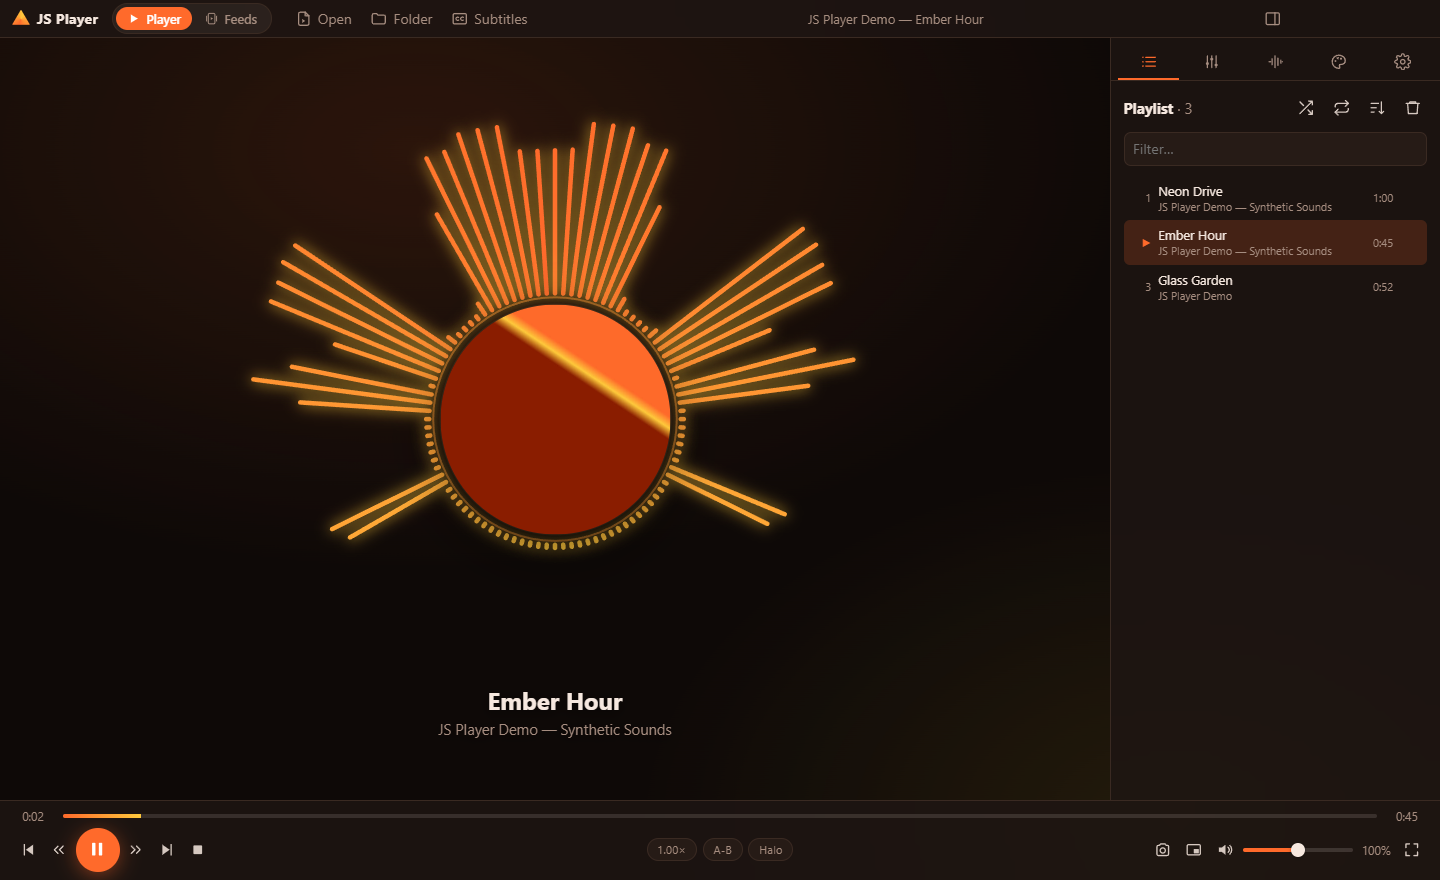 JS Player
Player
Feeds
Open
Folder
CC Subtitles
JS Player Demo — Ember Hour
Playlist · 3
Filter...
1 Neon Drive 1:00
JS Player Demo — Synthetic Sounds
Ember Hour 0:45
JS Player Demo — Synthetic Sounds
3 Glass Garden 0:52
JS Player Demo
Ember Hour
JS Player Demo — Synthetic Sounds
0:02
0:45
1.00×
A-B
Halo
100%